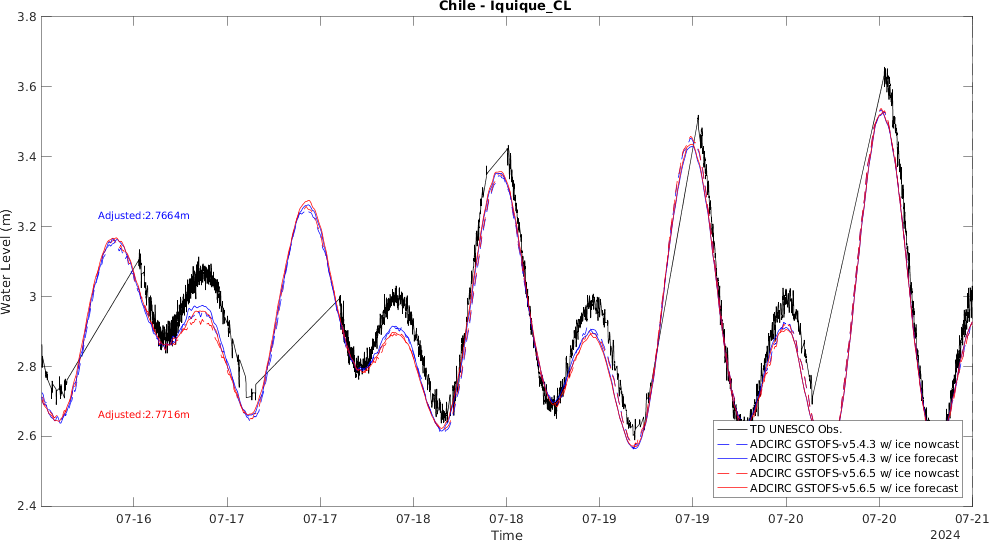 Chile - Iquique_CL
3.8
3.6
3.4
3.2
3
2.8
2.6
2.4
Water Level (m)
Adjusted:2.7664m
Adjusted:2.7716m
TD UNESCO Obs.
ADCIRC GSTOFS-v5.4.3 w/ ice nowcast
ADCIRC GSTOFS-v5.4.3 w/ ice forecast
ADCIRC GSTOFS-v5.6.5 w/ ice nowcast
ADCIRC GSTOFS-v5.6.5 w/ ice forecast
07-16 07-17 07-17 07-18 07-18 07-19 07-19 07-20 07-20 07-21
Time
2024